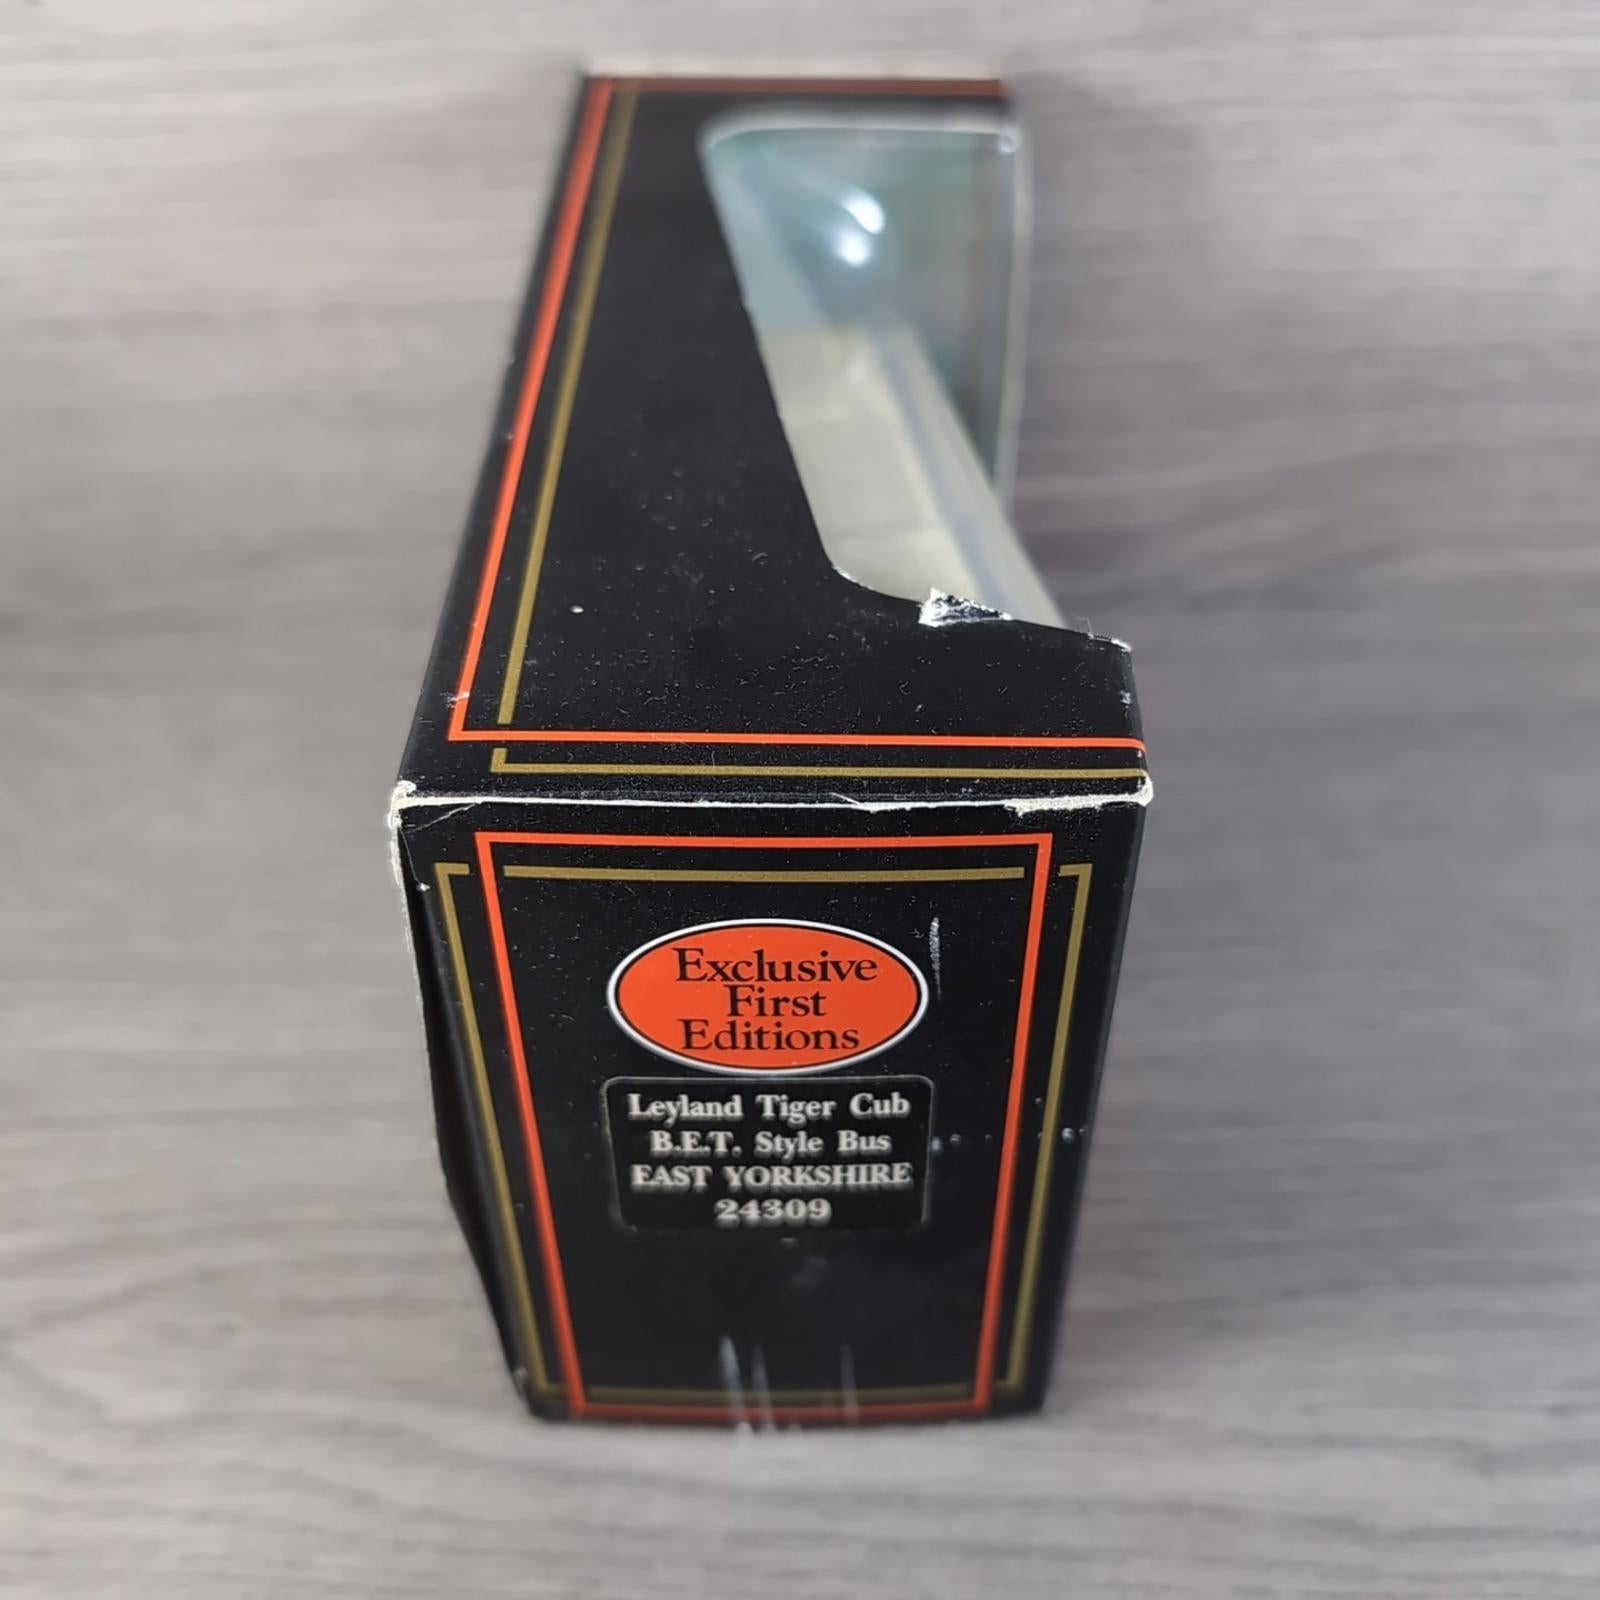 Exclusive
First
Editions
Leyland Tiger Cub
B.E.T. Style Bus
EAST YORKSHIRE
24309